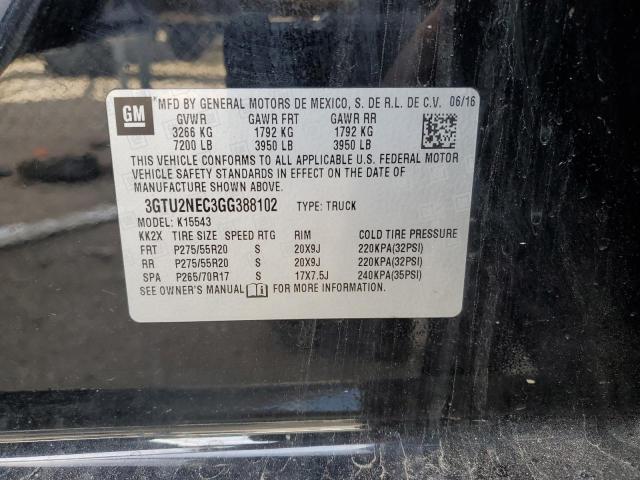 GM
MFD BY GENERAL MOTORS DE MEXICO, S. DE R.L. DE C.V. 06/16
GVWR GAWR FRT GAWR RR
3266 KG 1792 KG 1792 KG
7200 LB 3950 LB 3950 LB
THIS VEHICLE CONFORMS TO ALL APPLICABLE U.S. FEDERAL MOTOR
VEHICLE SAFETY STANDARDS IN EFFECT ON THE DATE OF
MANUFACTURE SHOWN ABOVE.
3GTU2NEC3GG388102 TYPE: TRUCK
MODEL: K15543
KK2X TIRE SIZE SPEED RTG RIM COLD TIRE PRESSURE
FRT P275/55R20 S 20X9J 220KPA(32PSI)
RR P275/55R20 S 20X9J 220KPA(32PSI)
SPA P265/70R17 S 17X7.5J 240KPA(35PSI)
SEE OWNER'S MANUAL FOR MORE INFORMATION.